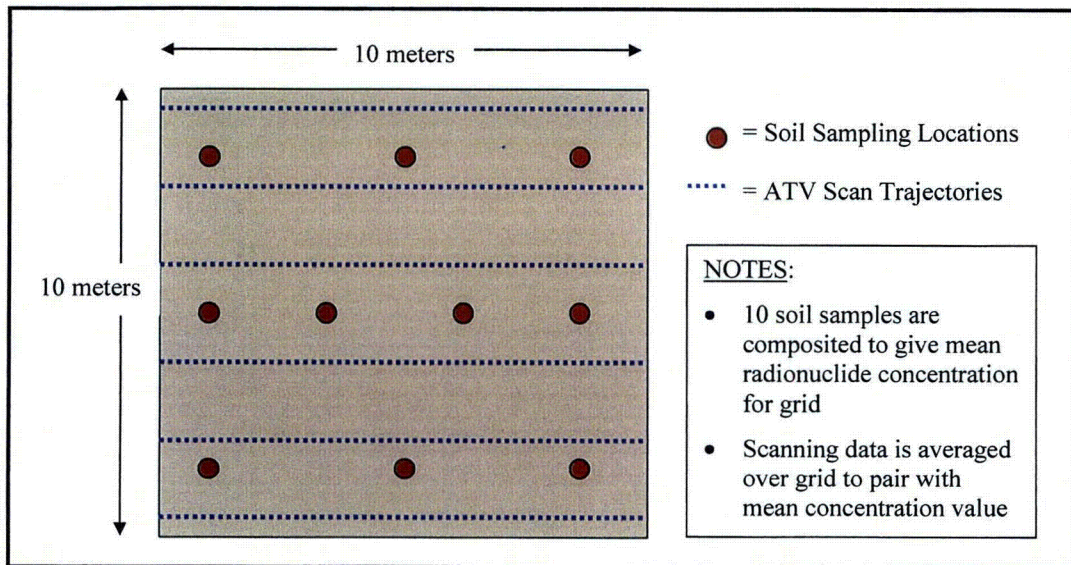 10 meters
10 meters
= Soil Sampling Locations
= ATV Scan Trajectories
NOTES:
• 10 soil samples are
composited to give mean
radionuclide concentration
for grid
• Scanning data is averaged
over grid to pair with
mean concentration value